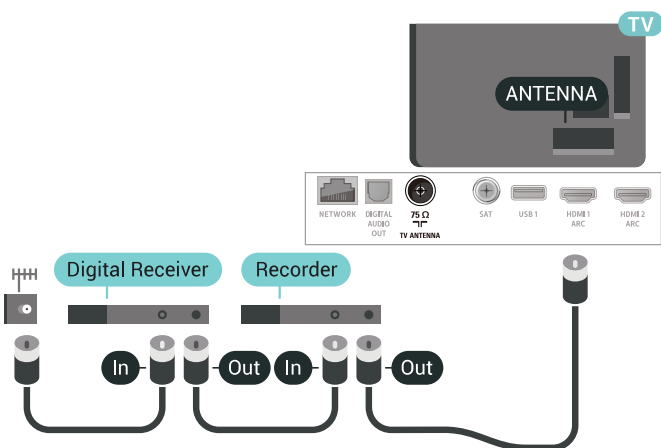 TV
ANTENNA
NETWORK
DIGITAL
AUDIO
OUT
75 Ω
TV ANTENNA
SAT
USB 1
HDMI 1
ARC
HDMI 2
ARC
Digital Receiver
Recorder
In
Out
In
Out